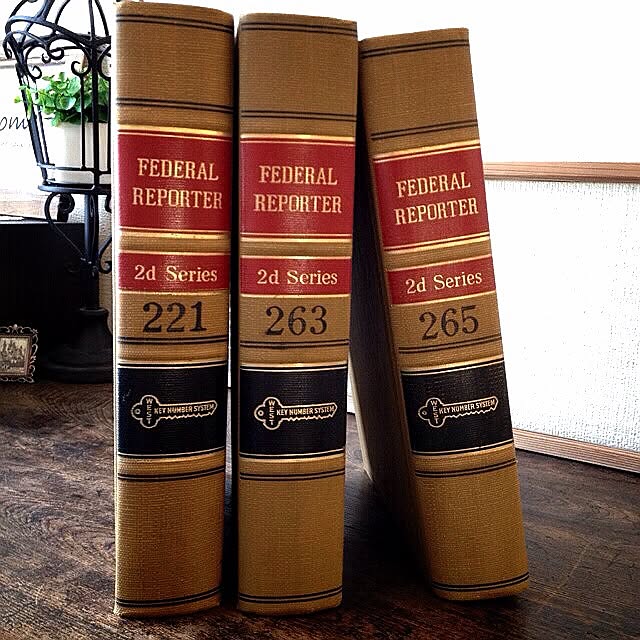 FEDERAL
REPORTER
2d Series
221
WEST
KEY NUMBER SYSTEM
FEDERAL
REPORTER
2d Series
263
WEST
KEY NUMBER SYSTEM
FEDERAL
REPORTER
2d Series
265
WEST
KEY NUMBER SYSTEM